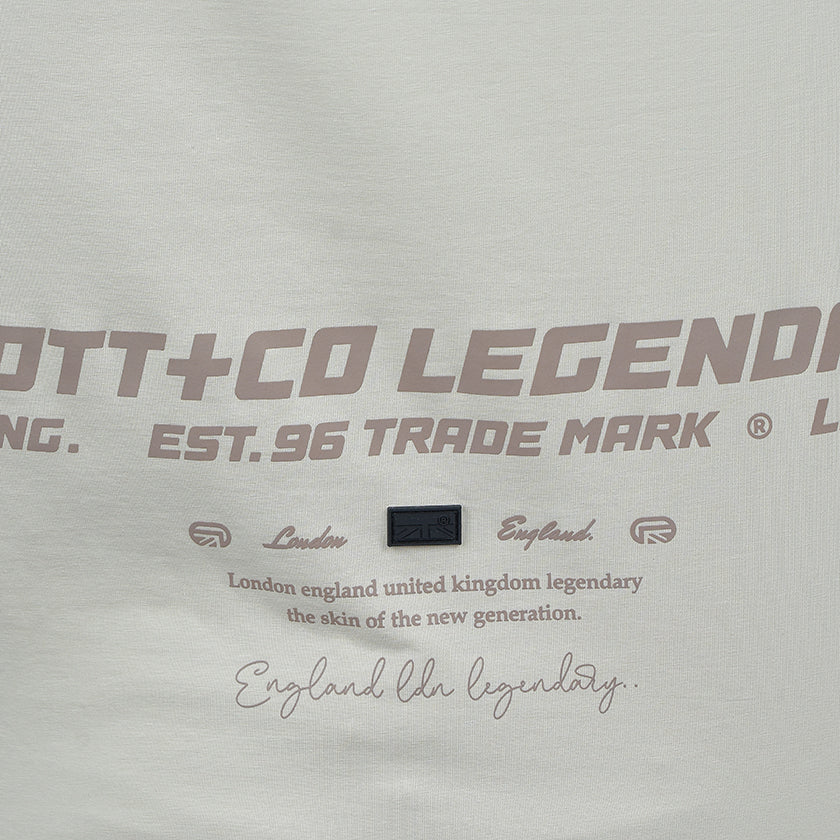 OTT+CO LEGEND
NG. EST. 96 TRADE MARK ® L
London England.
London england united kingdom legendary
the skin of the new generation.
England ldn legendary..